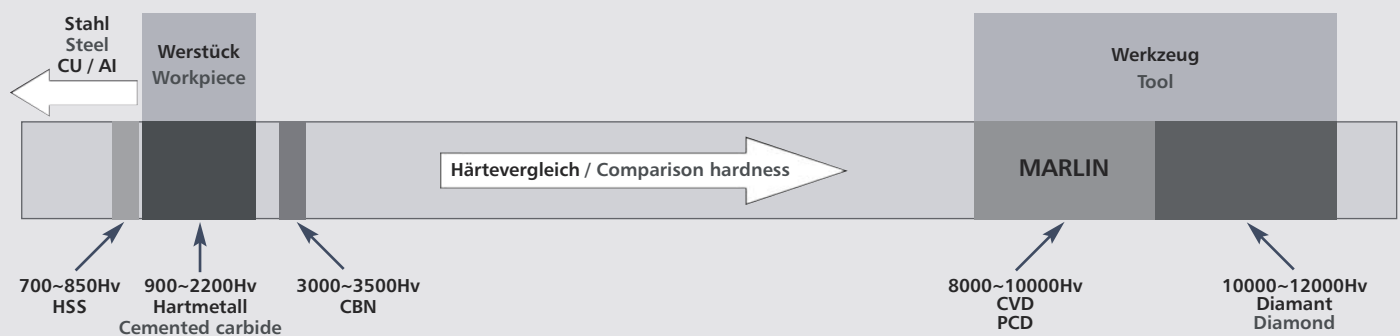 Stahl
Steel
CU / AI
Werstück
Workpiece
Werkzeug
Tool
Härtevergleich / Comparison hardness
MARLIN
700~850Hv
HSS
900~2200Hv
Hartmetall
Cemented carbide
3000~3500Hv
CBN
8000~10000Hv
CVD
PCD
10000~12000Hv
Diamant
Diamond